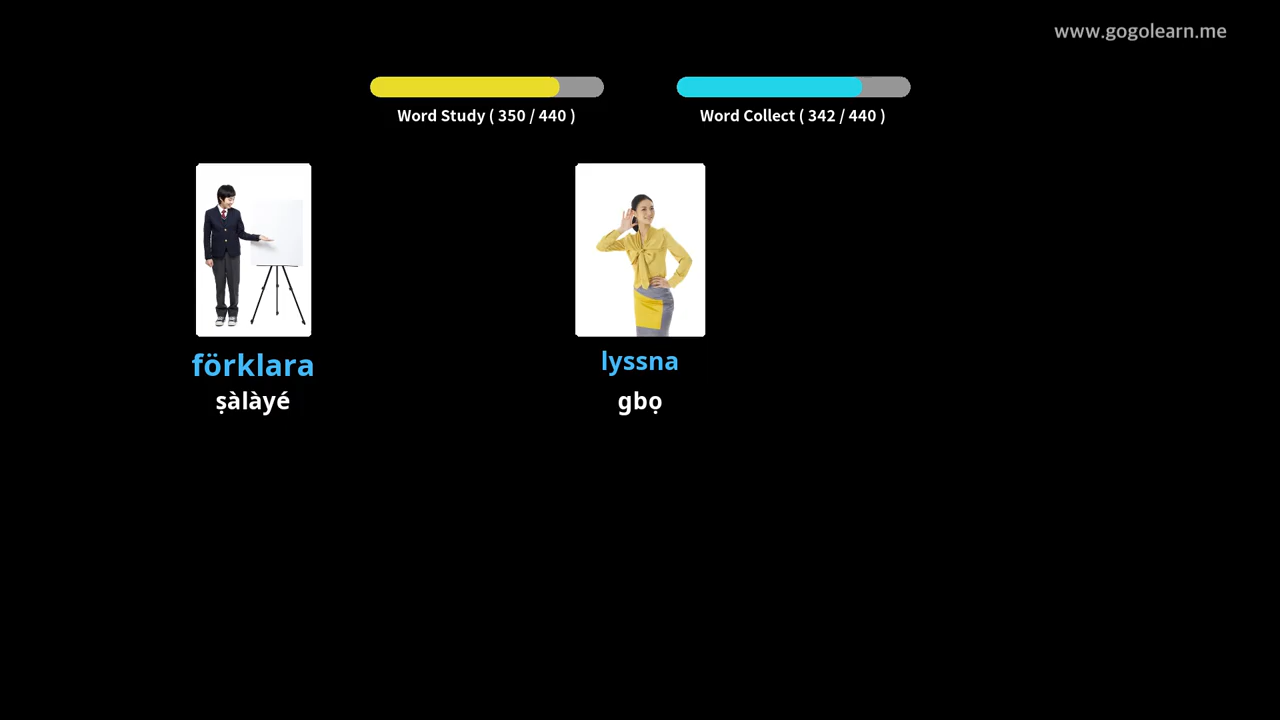 www.gogolearn.me
Word Study ( 350 / 440 )
Word Collect ( 342 / 440 )
förklara
ṣàlàyé
lyssna
gbọ